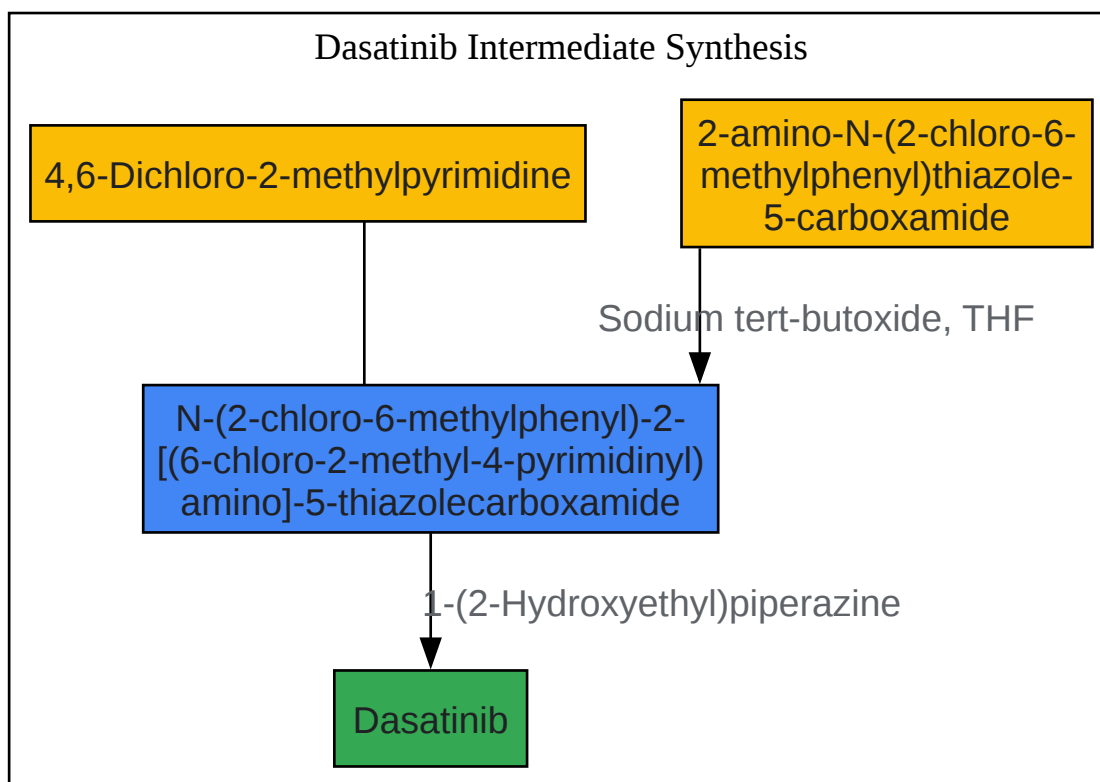 Dasatinib Intermediate Synthesis
4,6-Dichloro-2-methylpyrimidine
2-amino-N-(2-chloro-6-
methylphenyl)thiazole-
5-carboxamide
Sodium tert-butoxide, THF
N-(2-chloro-6-methylphenyl)-2-
[(6-chloro-2-methyl-4-pyrimidinyl)
amino]-5-thiazolecarboxamide
1-(2-Hydroxyethyl)piperazine
Dasatinib